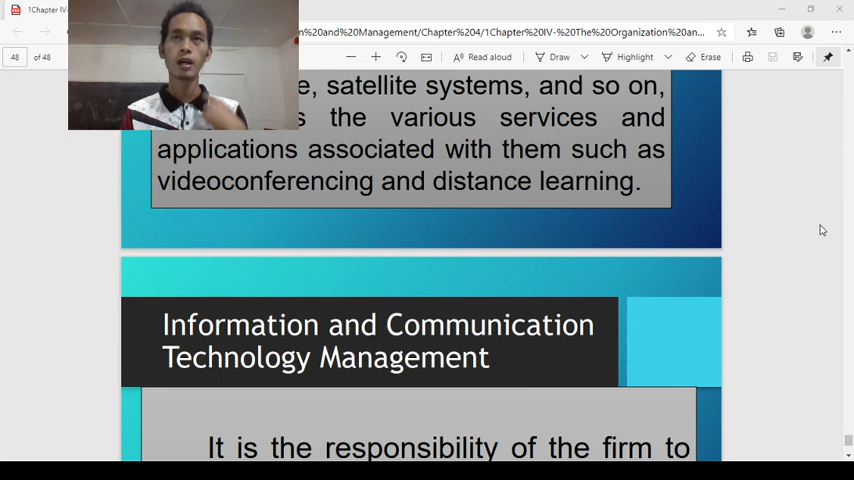 1Chapter IV-
n%20and%20Management/Chapter%204/1Chapter%20IV-%20The%20Organization%20an...
48 of 48
Read aloud
Draw
Highlight
Erase
e, satellite systems, and so on,
s the various services and
applications associated with them such as
videoconferencing and distance learning.
Information and Communication
Technology Management
It is the responsibility of the firm to